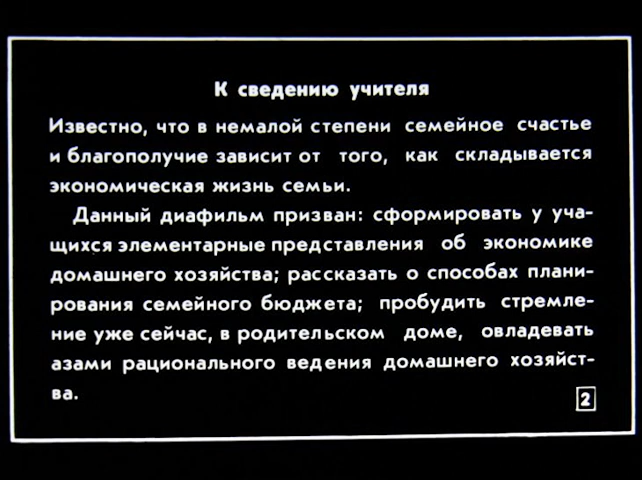 К сведению учителя
Известно, что в немалой степени семейное счастье
и благополучие зависит от того, как складывается
экономическая жизнь семьи.
Данный диафильм призван: сформировать у уча-
щихся элементарные представления об экономике
домашнего хозяйства; рассказать о способах плани-
рования семейного бюджета; пробудить стремле-
ние уже сейчас, в родительском доме, овладевать
азами рационального ведения домашнего хозяйст-
ва.
2